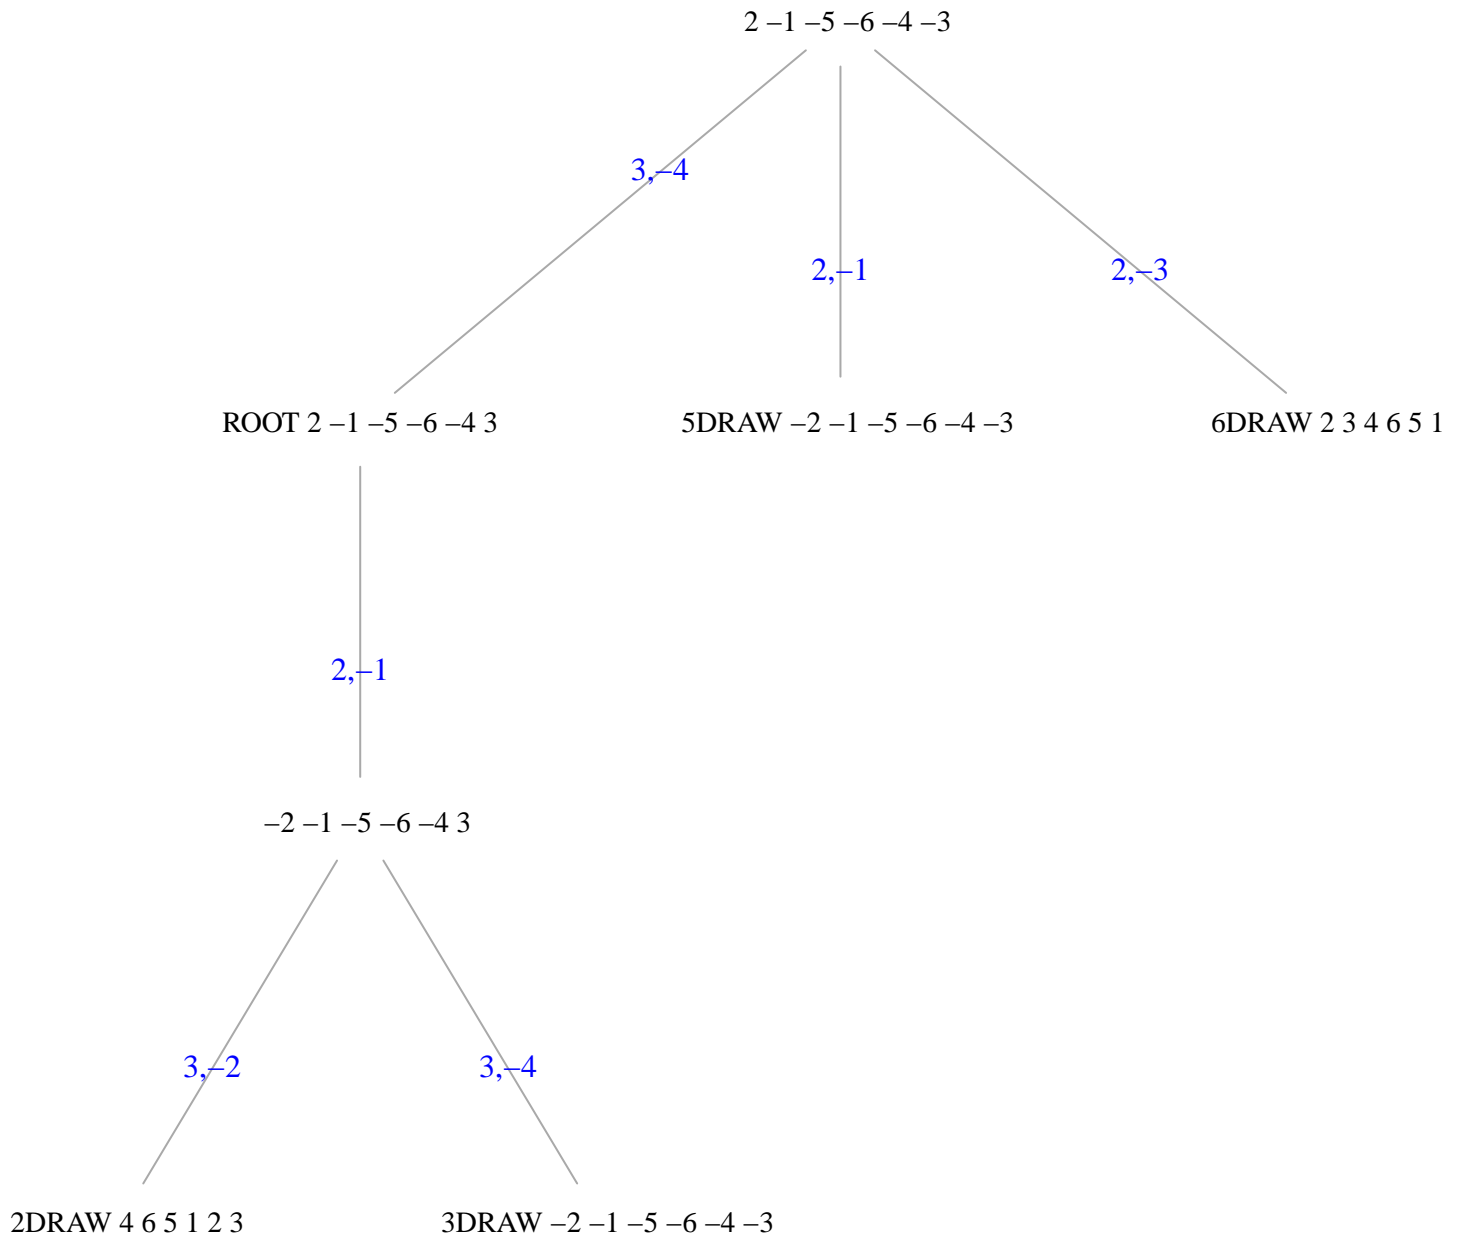 2 –1 –5 –6 –4 –3
3,–4
2,–1
2,–3
ROOT 2 –1 –5 –6 –4 3
5DRAW –2 –1 –5 –6 –4 –3
6DRAW 2 3 4 6 5 1
2,–1
–2 –1 –5 –6 –4 3
3,–2
3,–4
2DRAW 4 6 5 1 2 3
3DRAW –2 –1 –5 –6 –4 –3